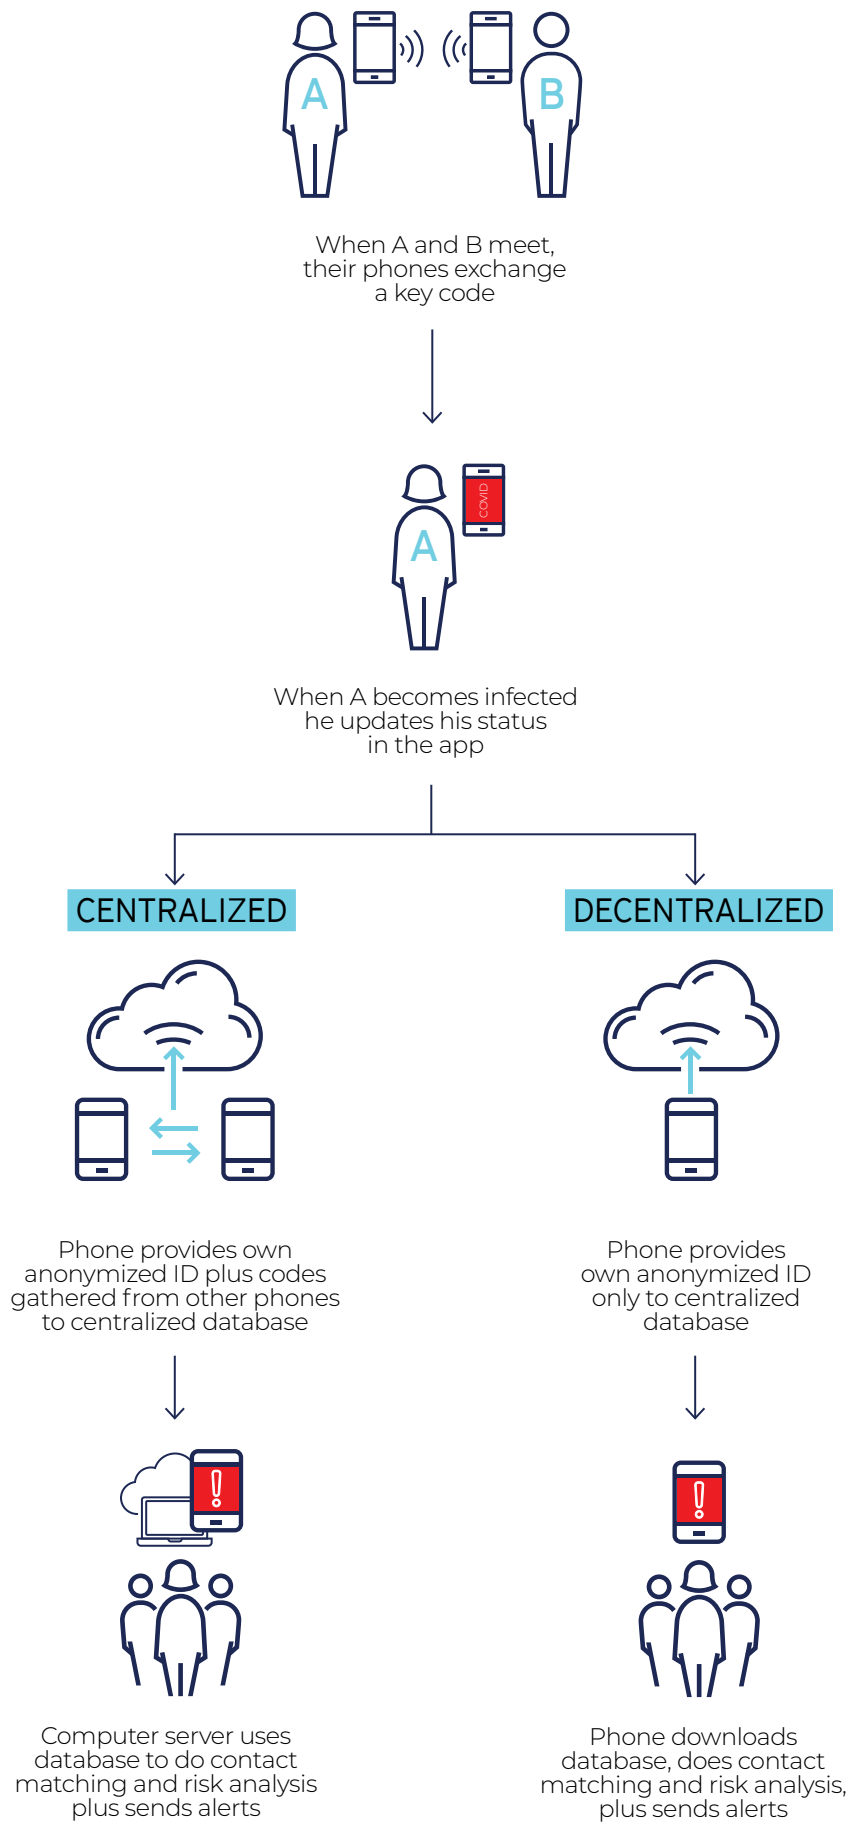 A
B
When A and B meet,
their phones exchange
a key code
A
COVID
When A becomes infected
he updates his status
in the app
CENTRALIZED
Phone provides own
anonymized ID plus codes
gathered from other phones
to centralized database
Computer server uses
database to do contact
matching and risk analysis
plus sends alerts
DECENTRALIZED
Phone provides
own anonymized ID
only to centralized
database
Phone downloads
database, does contact
matching and risk analysis,
plus sends alerts